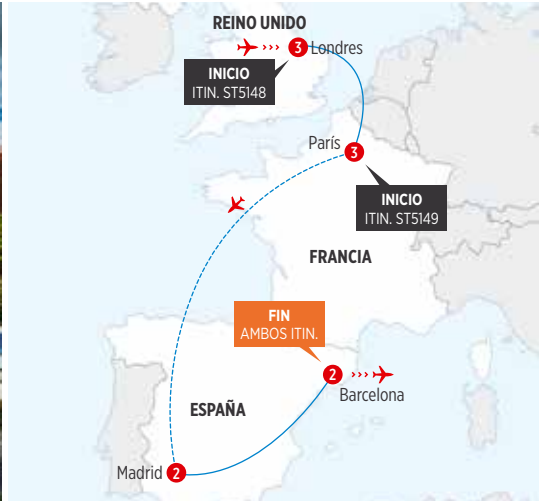 REINO UNIDO
3 Londres
INICIO
ITIN. ST5148
París
3
INICIO
ITIN. ST5149
FRANCIA
FIN
AMBOS ITIN.
2
Barcelona
ESPAÑA
Madrid 2